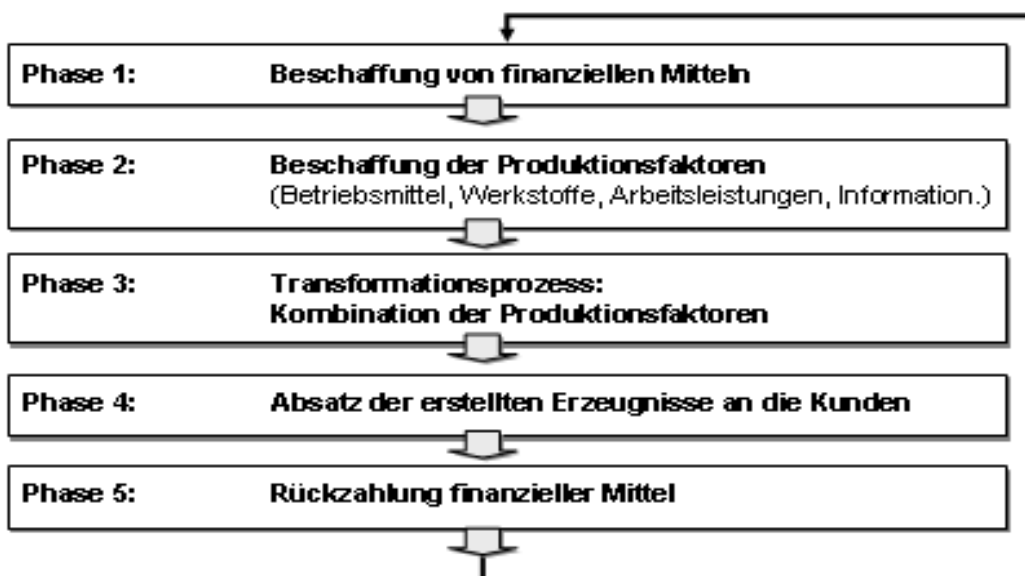 Phase 1: Beschaffung von finanziellen Mitteln
Phase 2: Beschaffung der Produktionsfaktoren
(Betriebsmittel, Werkstoffe, Arbeitsleistungen, Information.)
Phase 3: Transformationsprozess:
Kombination der Produktionsfaktoren
Phase 4: Absatz der erstellten Erzeugnisse an die Kunden
Phase 5: Rückzahlung finanzieller Mittel